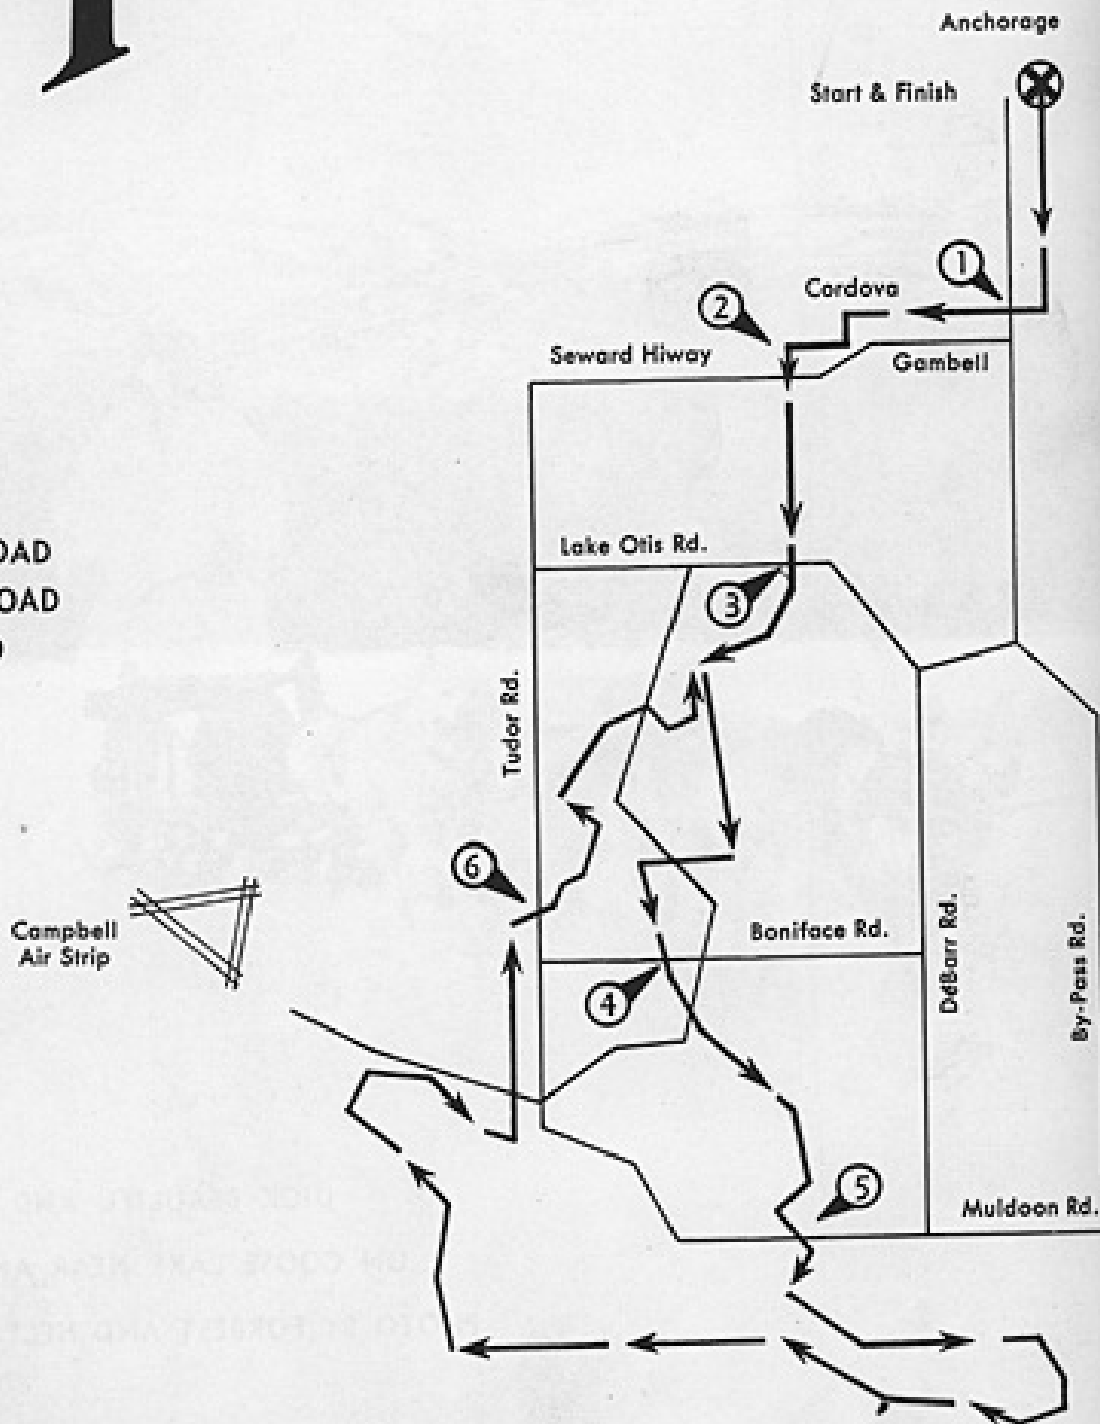 Anchorage
Start & Finish
1
Cordova
2
Seward Hiway
Gambell
OAD
Lake Otis Rd.
OAD
3
Tudor Rd.
6
Campbell
Air Strip
Boniface Rd.
DeBarr Rd.
By-Pass Rd.
4
5
Muldoon Rd.